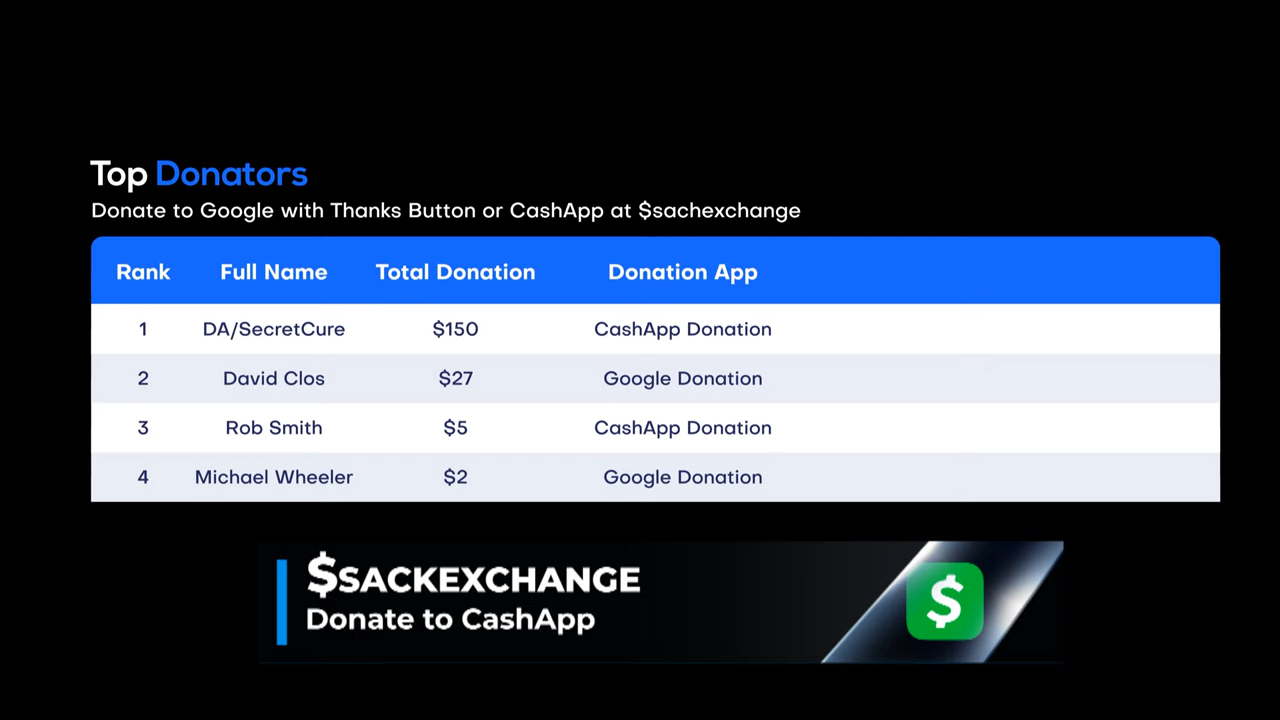 Top Donators
Donate to Google with Thanks Button or CashApp at $sachexchange
Rank Full Name Total Donation Donation App
1 DA/SecretCure $150 CashApp Donation
2 David Clos $27 Google Donation
3 Rob Smith $5 CashApp Donation
4 Michael Wheeler $2 Google Donation
$SACKEXCHANGE
Donate to CashApp
$